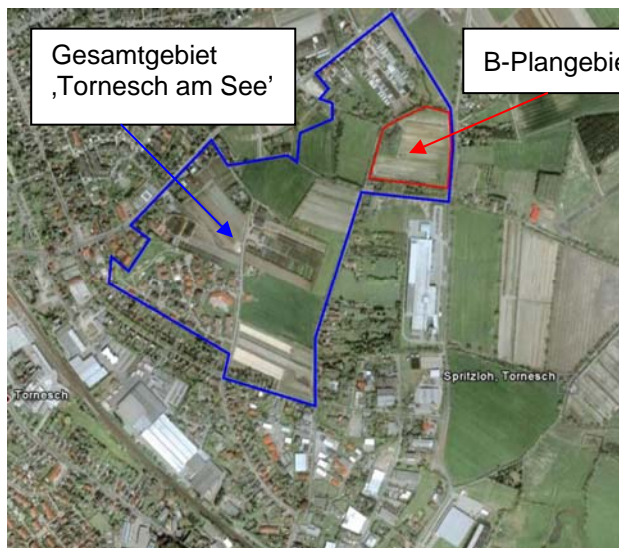 Gesamtgebiet
‚Tornesch am See’
B-Plangebie
Spritzloh, Tornesch
Tornesch